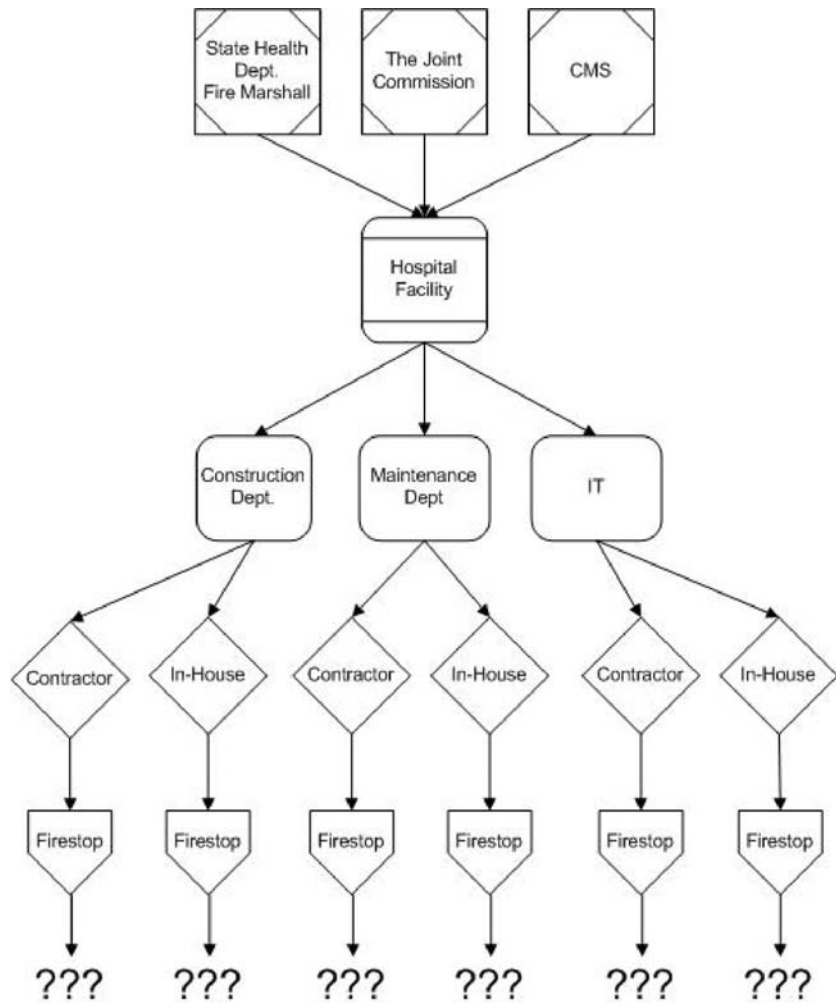 State Health
Dept.
Fire Marshall
The Joint
Commission
CMS
Hospital
Facility
Construction
Dept.
Maintenance
Dept
IT
Contractor
In-House
Contractor
In-House
Contractor
In-House
Firestop
Firestop
Firestop
Firestop
Firestop
Firestop
???
???
???
???
???
???